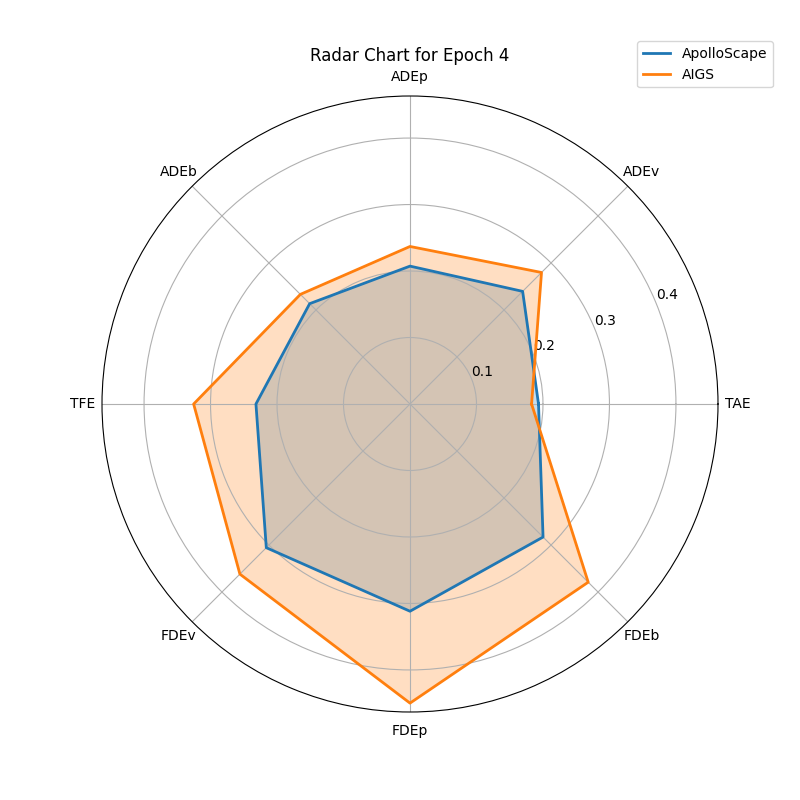 Radar Chart for Epoch 4
ApolloScape
AIGS
ADEp
ADEb
ADEv
0.4
0.3
0.2
0.1
TFE
TAE
FDEv
FDEb
FDEp